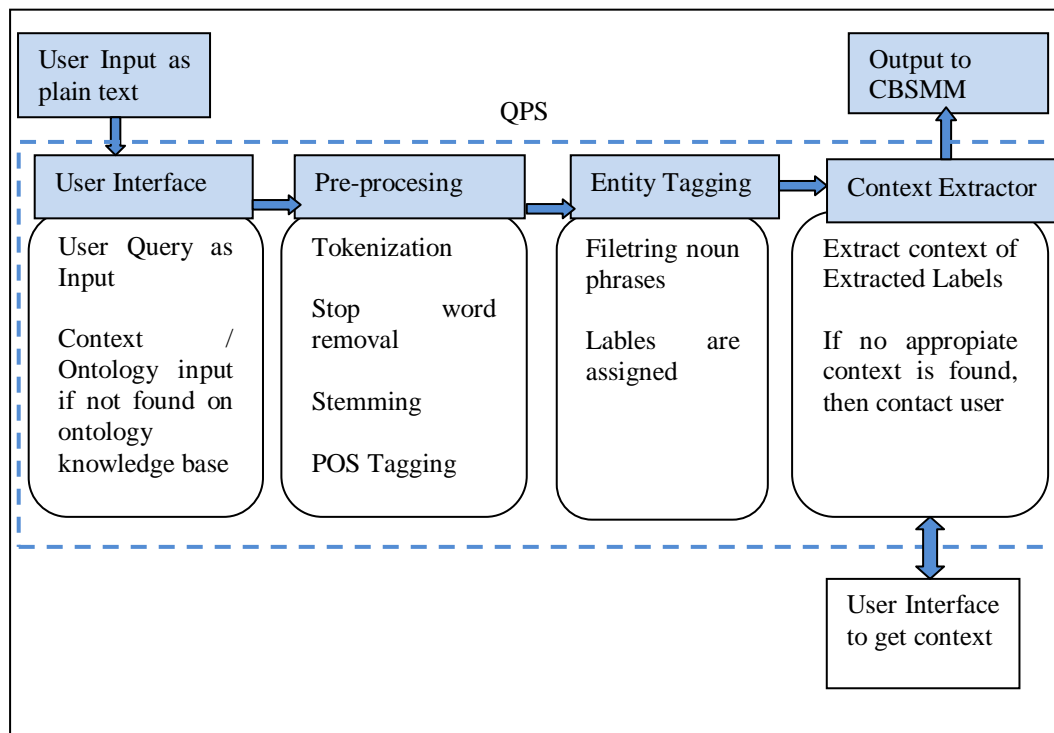 User Input as
plain text
Output to
CBSMM
QPS
User Interface
Pre-procesing
Entity Tagging
Context Extractor
User Query as
Input
Context /
Ontology input
if not found on
ontology
knowledge base
Tokenization
Stop word
removal
Stemming
POS Tagging
Filetring noun
phrases
Lables are
assigned
Extract context of
Extracted Labels
If no appropiate
context is found,
then contact user
User Interface
to get context